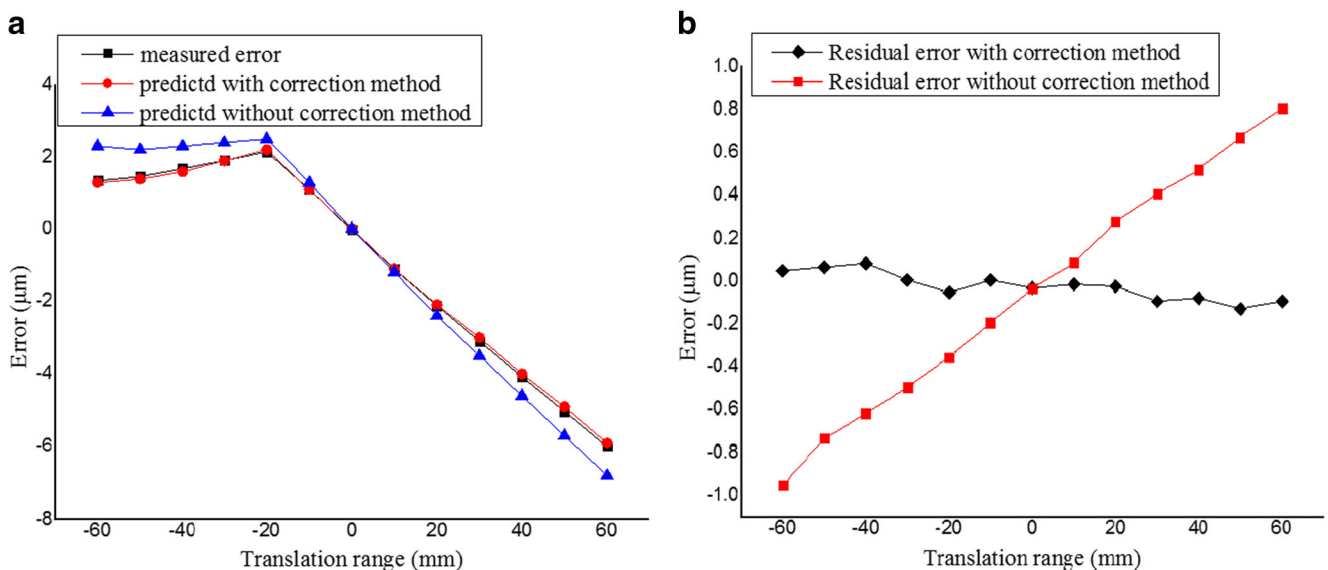 a
measured error
predictd with correction method
predictd without correction method
4
2
0
-2
-4
-6
-8
Error (μm)
-60 -40 -20 0 20 40 60
Translation range (mm)
b
Residual error with correction method
Residual error without correction method
1.0
0.8
0.6
0.4
0.2
0.0
-0.2
-0.4
-0.6
-0.8
-1.0
Error (μm)
-60 -40 -20 0 20 40 60
Translation range (mm)